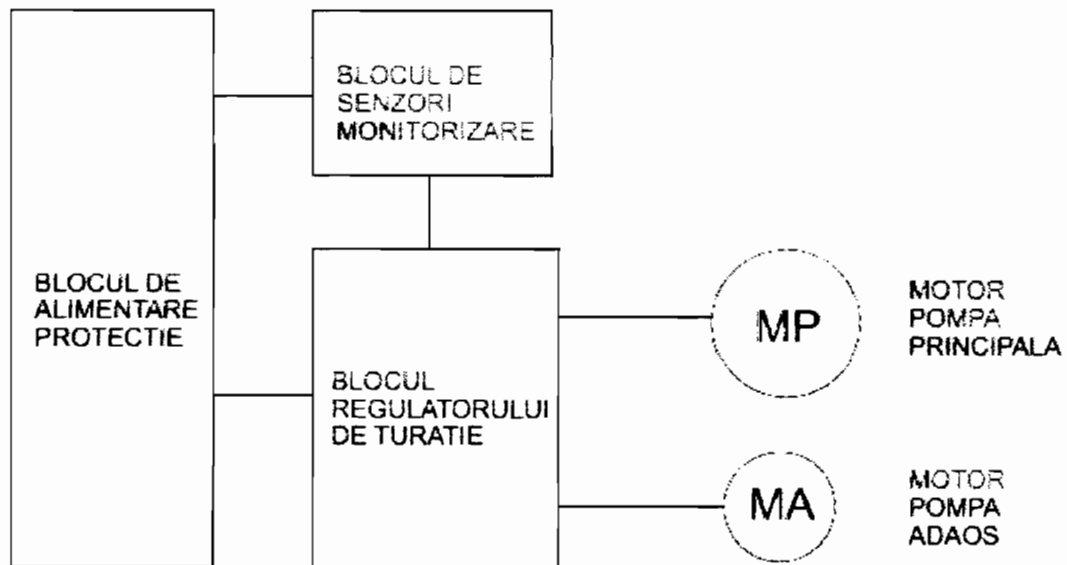 BLOCUL DE
SENZORI
MONITORIZARE
BLOCUL DE
ALIMENTARE
PROTECTIE
BLOCUL
REGULATORULUI
DE TURATIE
MP
MOTOR
POMPA
PRINCIPALA
MA
MOTOR
POMPA
ADAOS